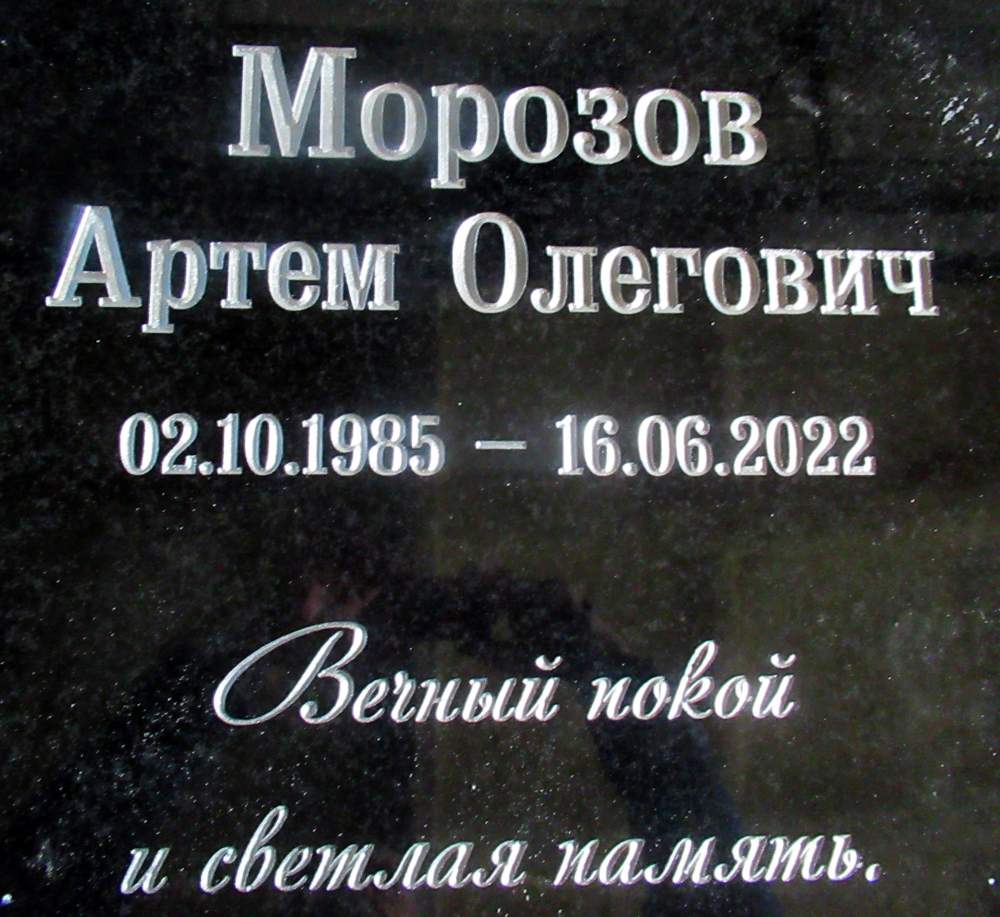 Морозов
Артем Олегович
02.10.1985 – 16.06.2022
Вечный покой
и светлая память.